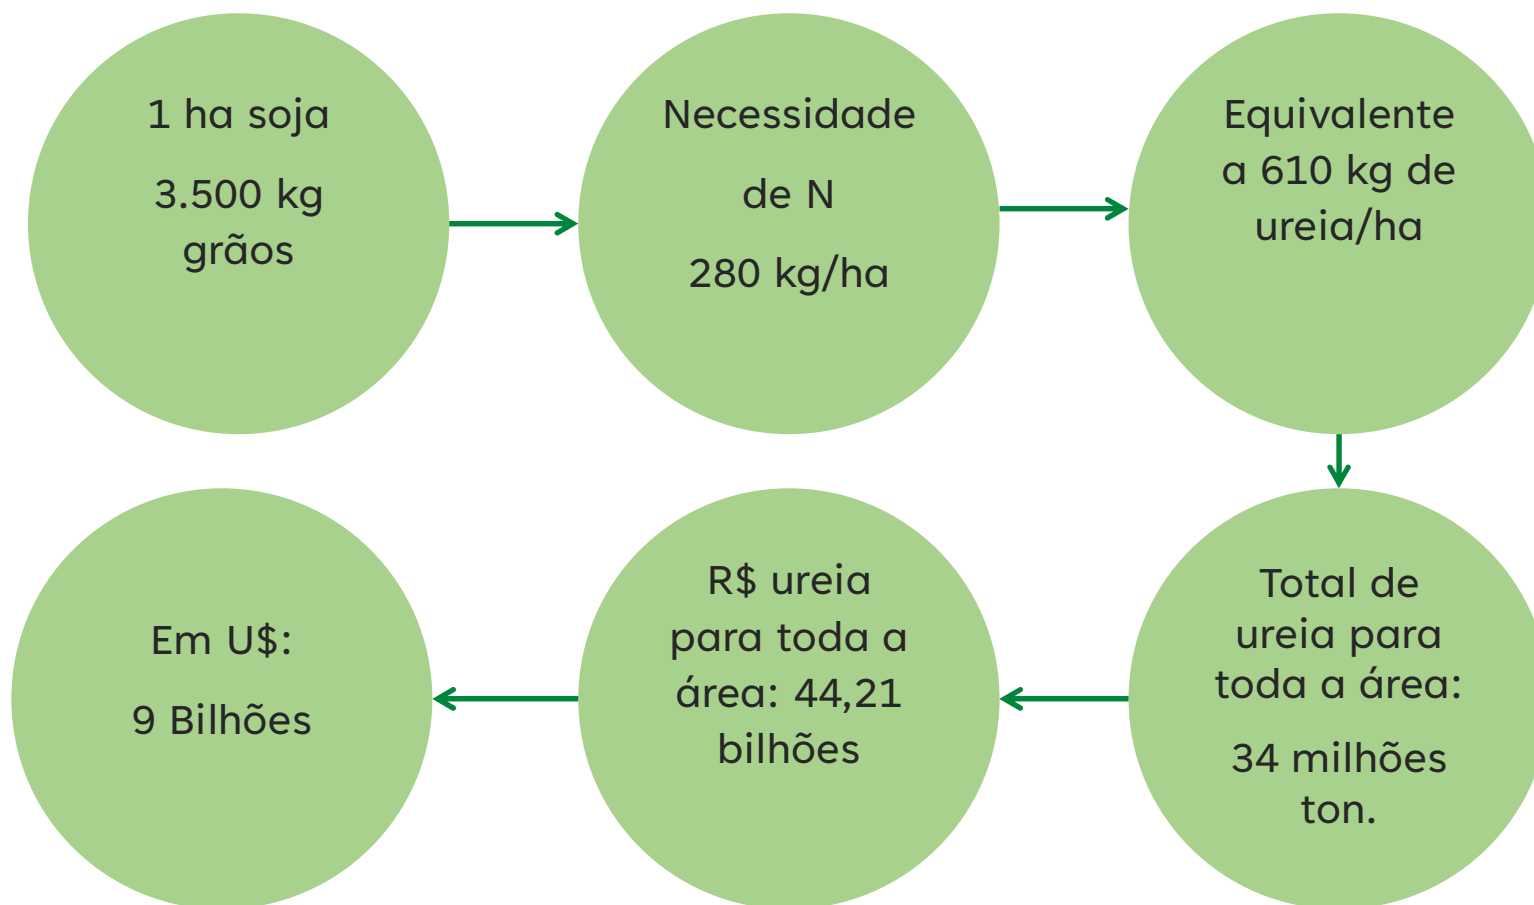 1 ha soja
3.500 kg
grãos
Necessidade
de N
280 kg/ha
Equivalente
a 610 kg de
ureia/ha
Total de
ureia para
toda a área:
34 milhões
ton.
R$ ureia
para toda a
área: 44,21
bilhões
Em U$:
9 Bilhões